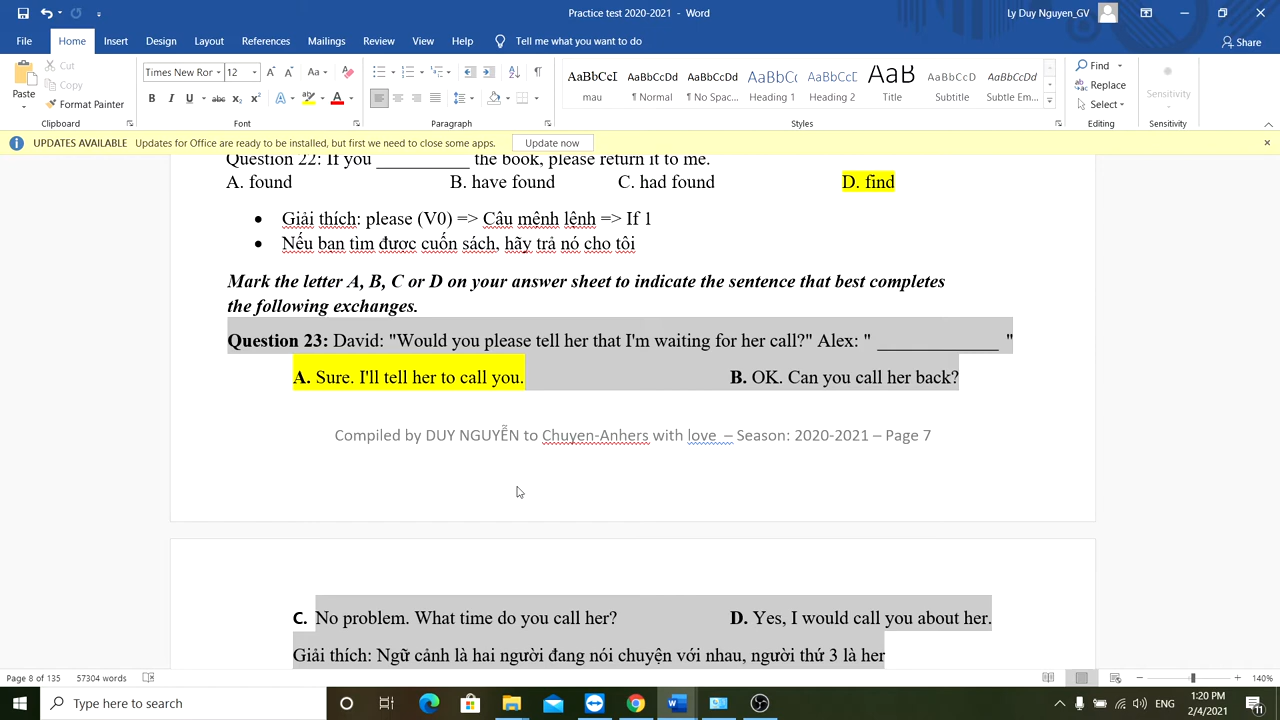 Practice test 2020-2021 - Word
Ly Duy Nguyen_GV
File Home Insert Design Layout References Mailings Review View Help Tell me what you want to do
Share
Cut
Copy
Format Painter
Paste
Times New Ror 12
Aa
B I U abc x₂ x²
AaBbCcI AaBbCcDd AaBbCcDd AaBbCc AaBbCcD AaB AaBbCcDd AaBbCcDd
mau ¶ Normal ¶ No Spac... Heading 1 Heading 2 Title Subtitle Subtle Em...
Find
Replace
Select
Sensitivity
Clipboard Font Paragraph Styles Editing Sensitivity
UPDATES AVAILABLE Updates for Office are ready to be installed, but first we need to close some apps. Update now
Question 22: If you __________ the book, please return it to me.
A. found B. have found C. had found D. find
• Giải thích: please (V0) => Câu mệnh lệnh => If 1
• Nếu bạn tìm được cuốn sách, hãy trả nó cho tôi
Mark the letter A, B, C or D on your answer sheet to indicate the sentence that best completes
the following exchanges.
Question 23: David: "Would you please tell her that I'm waiting for her call?" Alex: " _____________ "
A. Sure. I'll tell her to call you. B. OK. Can you call her back?
Compiled by DUY NGUYỄN to Chuyen-Anhers with love – Season: 2020-2021 – Page 7
C. No problem. What time do you call her? D. Yes, I would call you about her.
Giải thích: Ngữ cảnh là hai người đang nói chuyện với nhau, người thứ 3 là her
Page 8 of 135 57304 words 140%
Type here to search
ENG
1:20 PM
2/4/2021
11